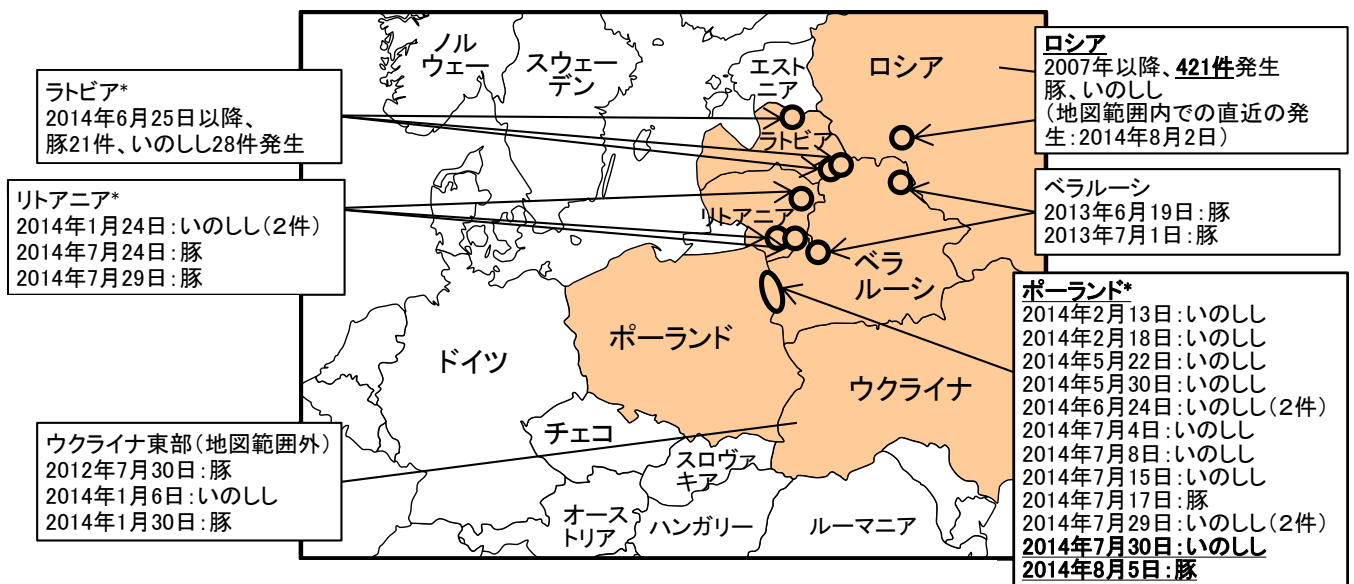 ノル
ウェー
スウェー
デン
エスト
ニア
ロシア
ラトビア
リトアニア
ベラ
ルーシ
ポーランド
ドイツ
ウクライナ
チェコ
スロヴァ
キア
オース
トリア
ハンガリー
ルーマニア
ラトビア*
2014年6月25日以降、
豚21件、いのしし28件発生
リトアニア*
2014年1月24日:いのしし(2件)
2014年7月24日:豚
2014年7月29日:豚
ウクライナ東部(地図範囲外)
2012年7月30日:豚
2014年1月6日:いのしし
2014年1月30日:豚
ロシア
2007年以降、421件発生
豚、いのしし
(地図範囲内での直近の発
生:2014年8月2日)
ベラルーシ
2013年6月19日:豚
2013年7月1日:豚
ポーランド*
2014年2月13日:いのしし
2014年2月18日:いのしし
2014年5月22日:いのしし
2014年5月30日:いのしし
2014年6月24日:いのしし(2件)
2014年7月4日:いのしし
2014年7月8日:いのしし
2014年7月15日:いのしし
2014年7月17日:豚
2014年7月29日:いのしし(2件)
2014年7月30日:いのしし
2014年8月5日:豚